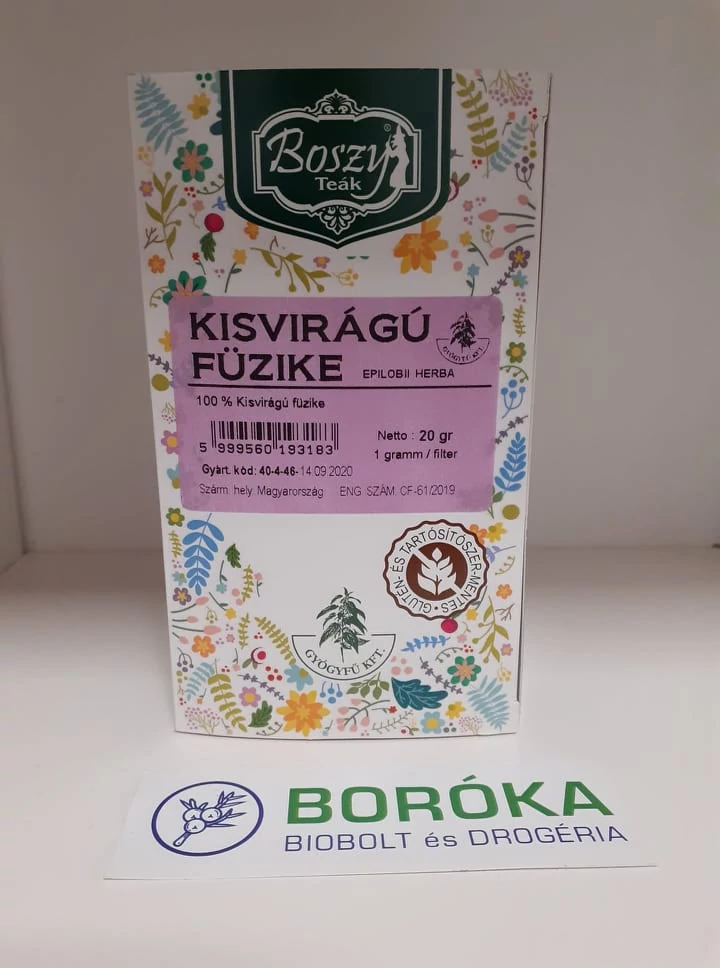 Boszy®
Teák
KISVIRÁGÚ
FÜZIKE EPILOBII HERBA
GYÓGYFŰ KFT.
100 % Kisvirágú füzike
5 999560 193183
Netto : 20 gr
1 gramm / filter
Gyárt. kód: 40-4-46- 14.09.2020
Szárm. hely. Magyarország ENG. SZÁM. CF-61/2019
GLUTÉN- ÉS TARTÓSÍTÓSZER-MENTES
GYÓGYFŰ KFT.
BORÓKA
BIOBOLT és DROGÉRIA